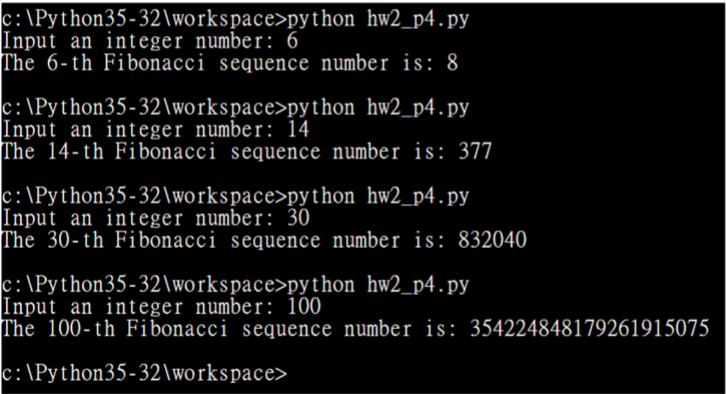 c:\Python35-32\workspace>python hw2_p4.py
Input an integer number: 6
The 6-th Fibonacci sequence number is: 8
c:\Python35-32\workspace>python hw2_p4.py
Input an integer number: 14
The 14-th Fibonacci sequence number is: 377
c:\Python35-32\workspace>python hw2_p4.py
Input an integer number: 30
The 30-th Fibonacci sequence number is: 832040
c:\Python35-32\workspace>python hw2_p4.py
Input an integer number: 100
The 100-th Fibonacci sequence number is: 354224848179261915075
c:\Python35-32\workspace>